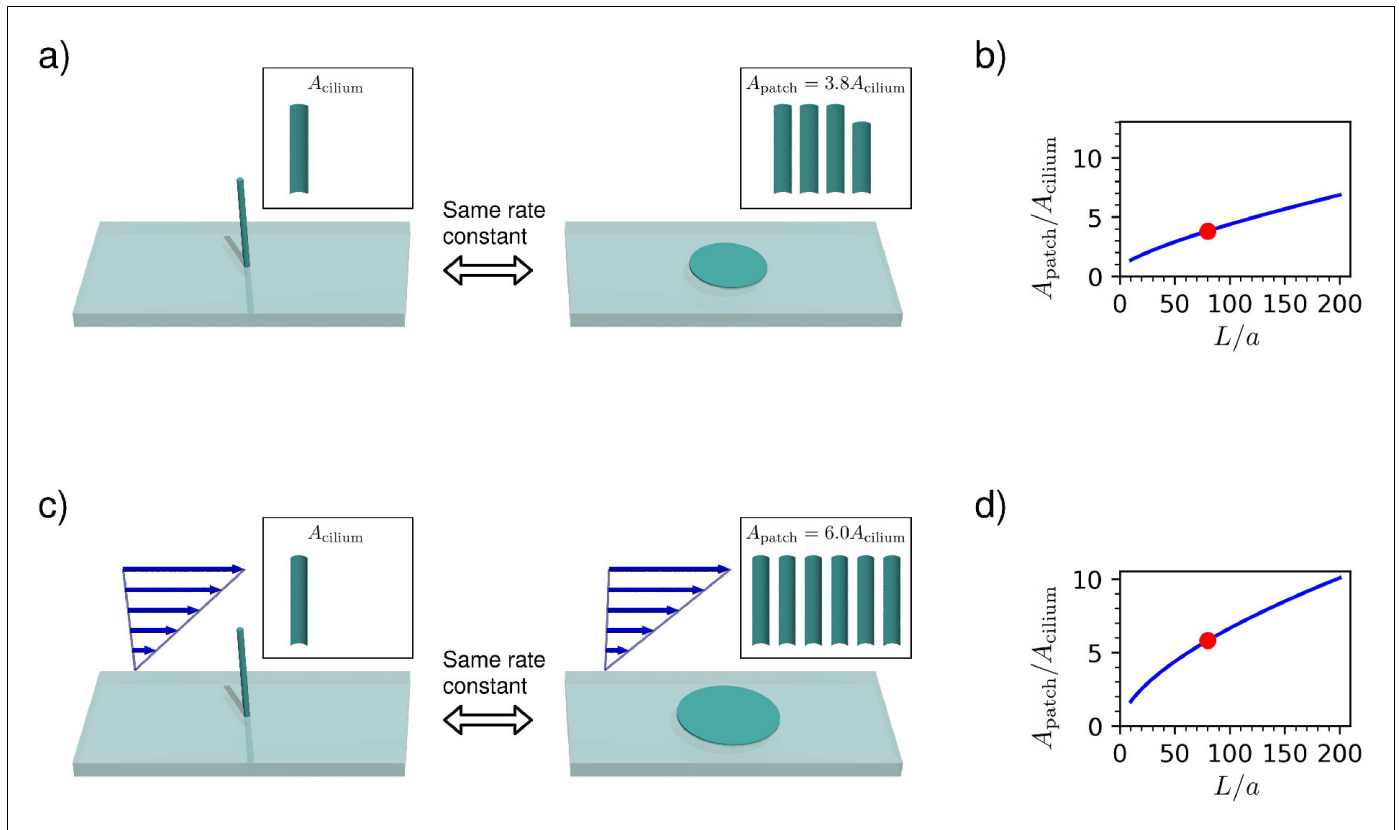 a)
A_cilium
A_patch = 3.8A_cilium
Same rate
constant
b)
A_patch/A_cilium
10
5
0
0 50 100 150 200
L/a
c)
A_cilium
A_patch = 6.0A_cilium
Same rate
constant
d)
A_patch/A_cilium
10
5
0
0 50 100 150 200
L/a